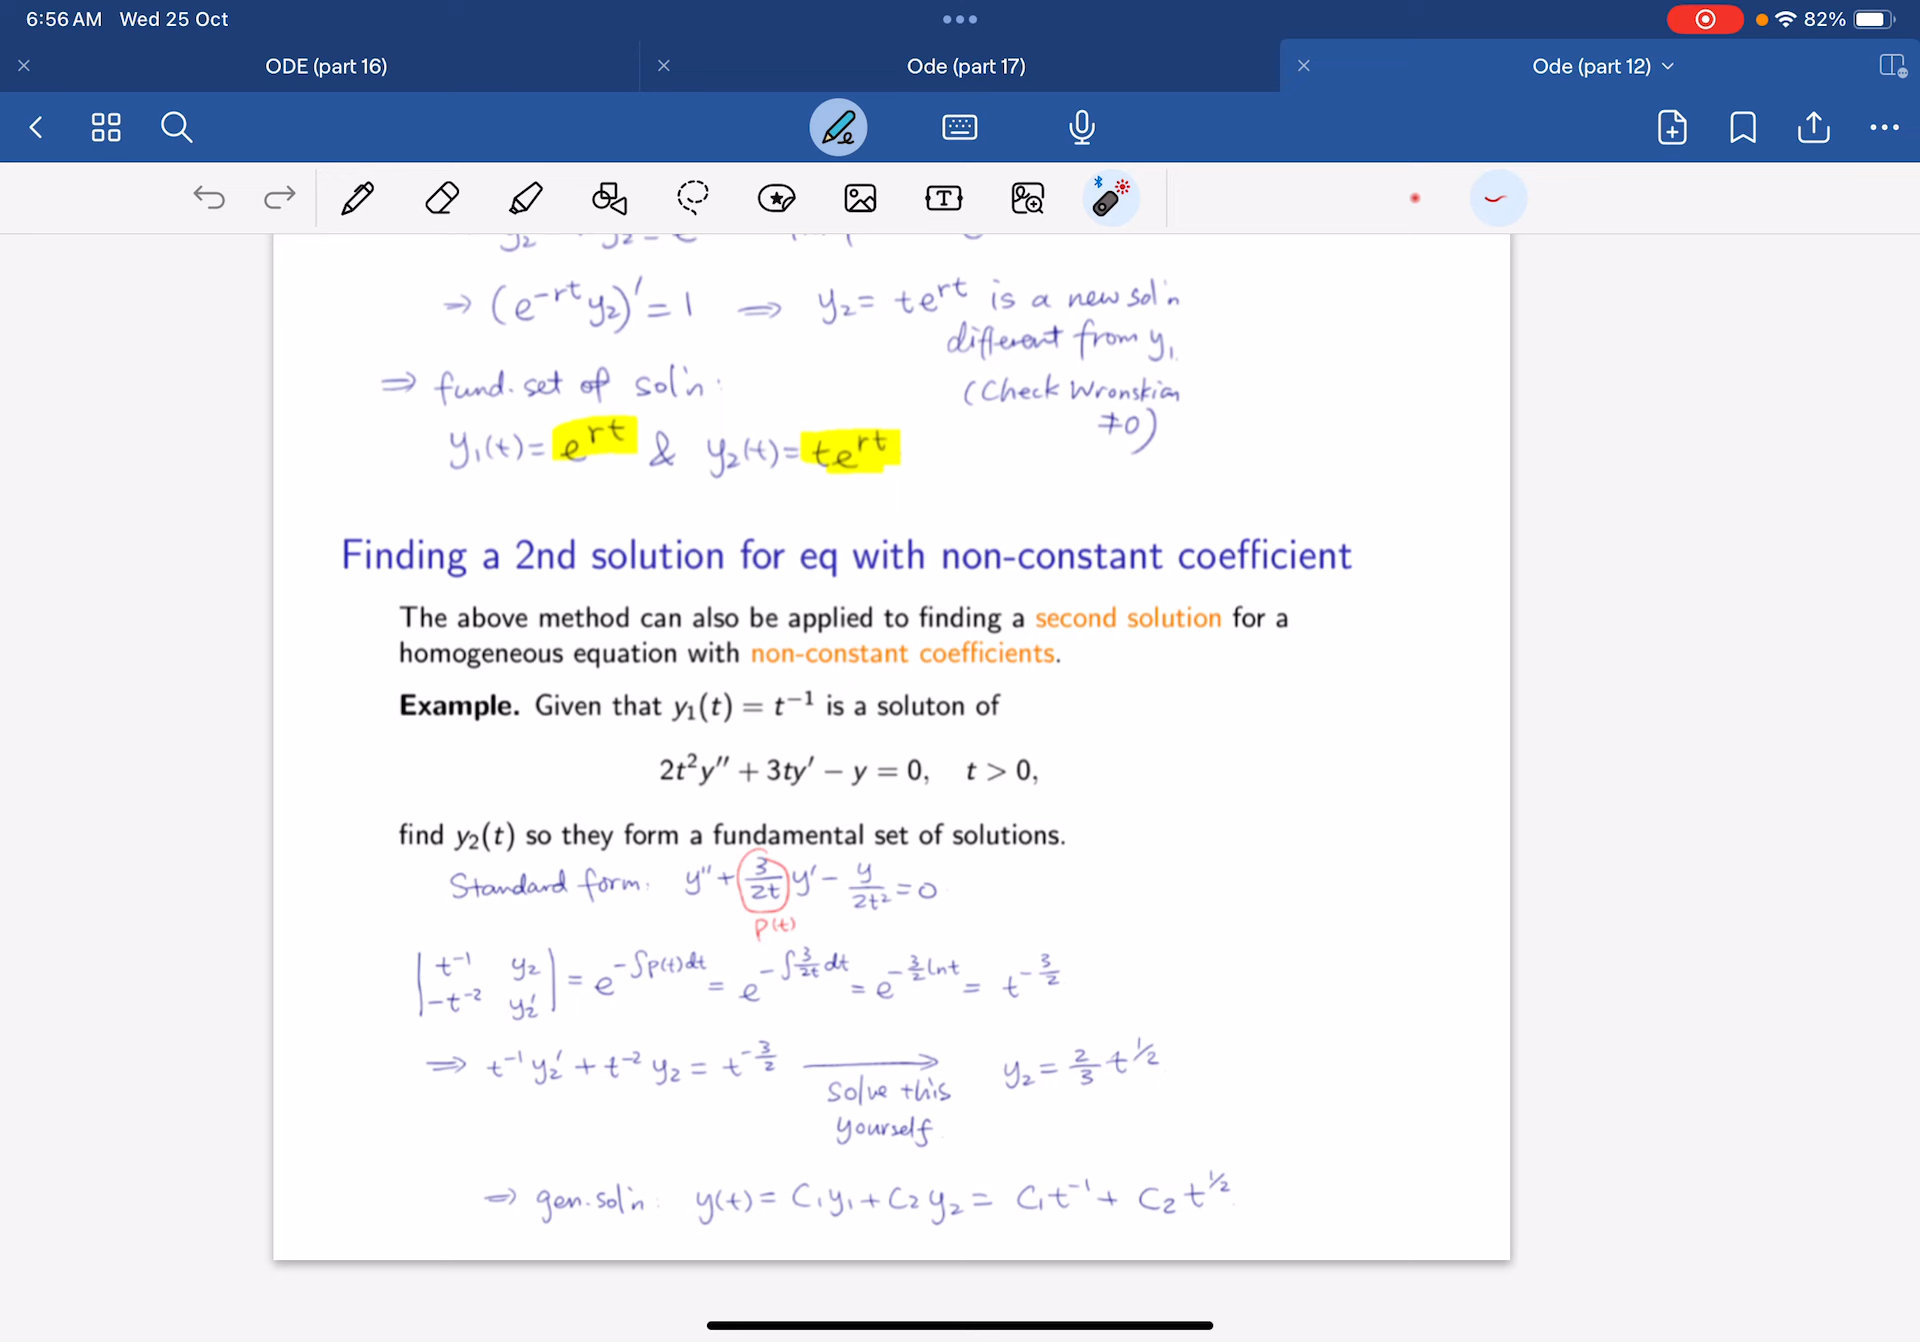 6:56 AM Wed 25 Oct
82%
ODE (part 16)
Ode (part 17)
Ode (part 12)
⇒ (e^{-rt} y₂)' = 1 ⟹ y₂ = te^{rt} is a new sol'n
different from y₁.
⇒ fund. set of sol'n:
(Check Wronskian
≠0)
y₁(t) = e^{rt} & y₂(t) = te^{rt}
Finding a 2nd solution for eq with non-constant coefficient
The above method can also be applied to finding a second solution for a
homogeneous equation with non-constant coefficients.
Example. Given that y₁(t) = t⁻¹ is a soluton of
2t²y″ + 3ty′ − y = 0, t > 0,
find y₂(t) so they form a fundamental set of solutions.
Standard form: y'' + 3/2t y' − y/2t² = 0
p(t)
| t⁻¹ y₂ |
| −t⁻² y₂' | = e^{−∫p(t)dt} = e^{−∫3/2t dt} = e^{−3/2 lnt} = t^{−3/2}
⟹ t⁻¹ y₂' + t⁻² y₂ = t^{−3/2} ⟶ y₂ = 2/3 t^{1/2}
Solve this
yourself.
⇒ gen. sol'n: y(t) = C₁y₁ + C₂y₂ = C₁t⁻¹ + C₂t^{1/2}.